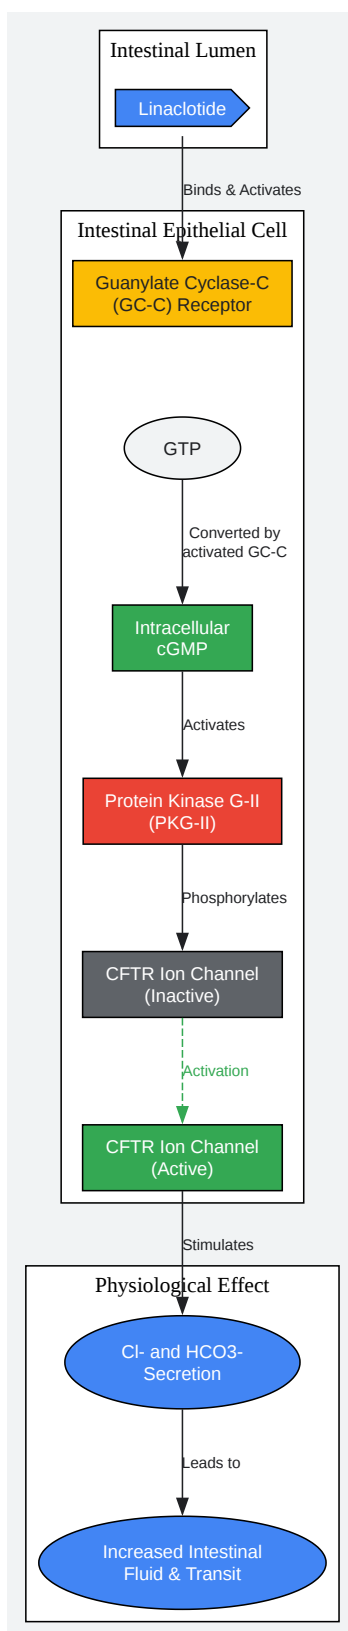 Intestinal Lumen
Linaclotide
Binds & Activates
Intestinal Epithelial Cell
Guanylate Cyclase-C
(GC-C) Receptor
GTP
Converted by
activated GC-C
Intracellular
cGMP
Activates
Protein Kinase G-II
(PKG-II)
Phosphorylates
CFTR Ion Channel
(Inactive)
Activation
CFTR Ion Channel
(Active)
Stimulates
Physiological Effect
Cl- and HCO3-
Secretion
Leads to
Increased Intestinal
Fluid & Transit